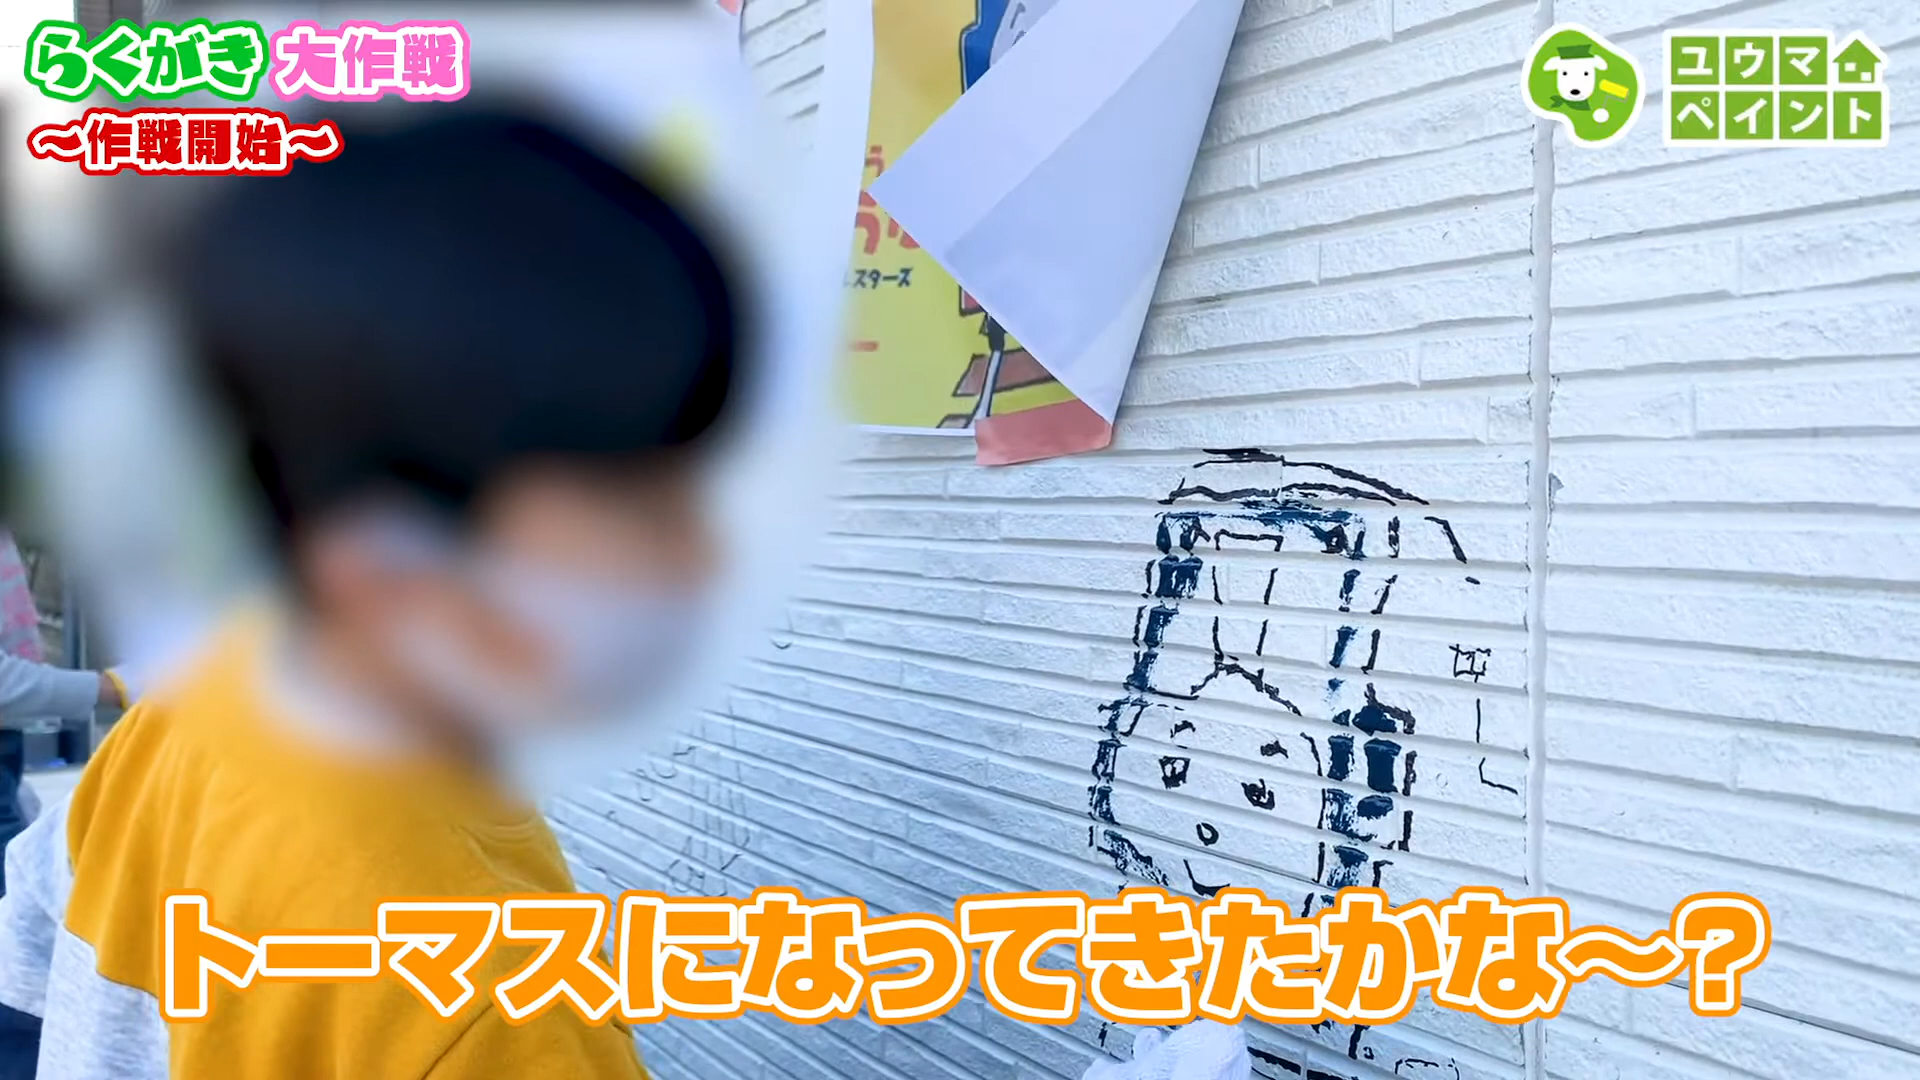 らくがき大作戦
～作戦開始～
ユウマ
ペイント
スターズ
トーマスになってきたかな～?